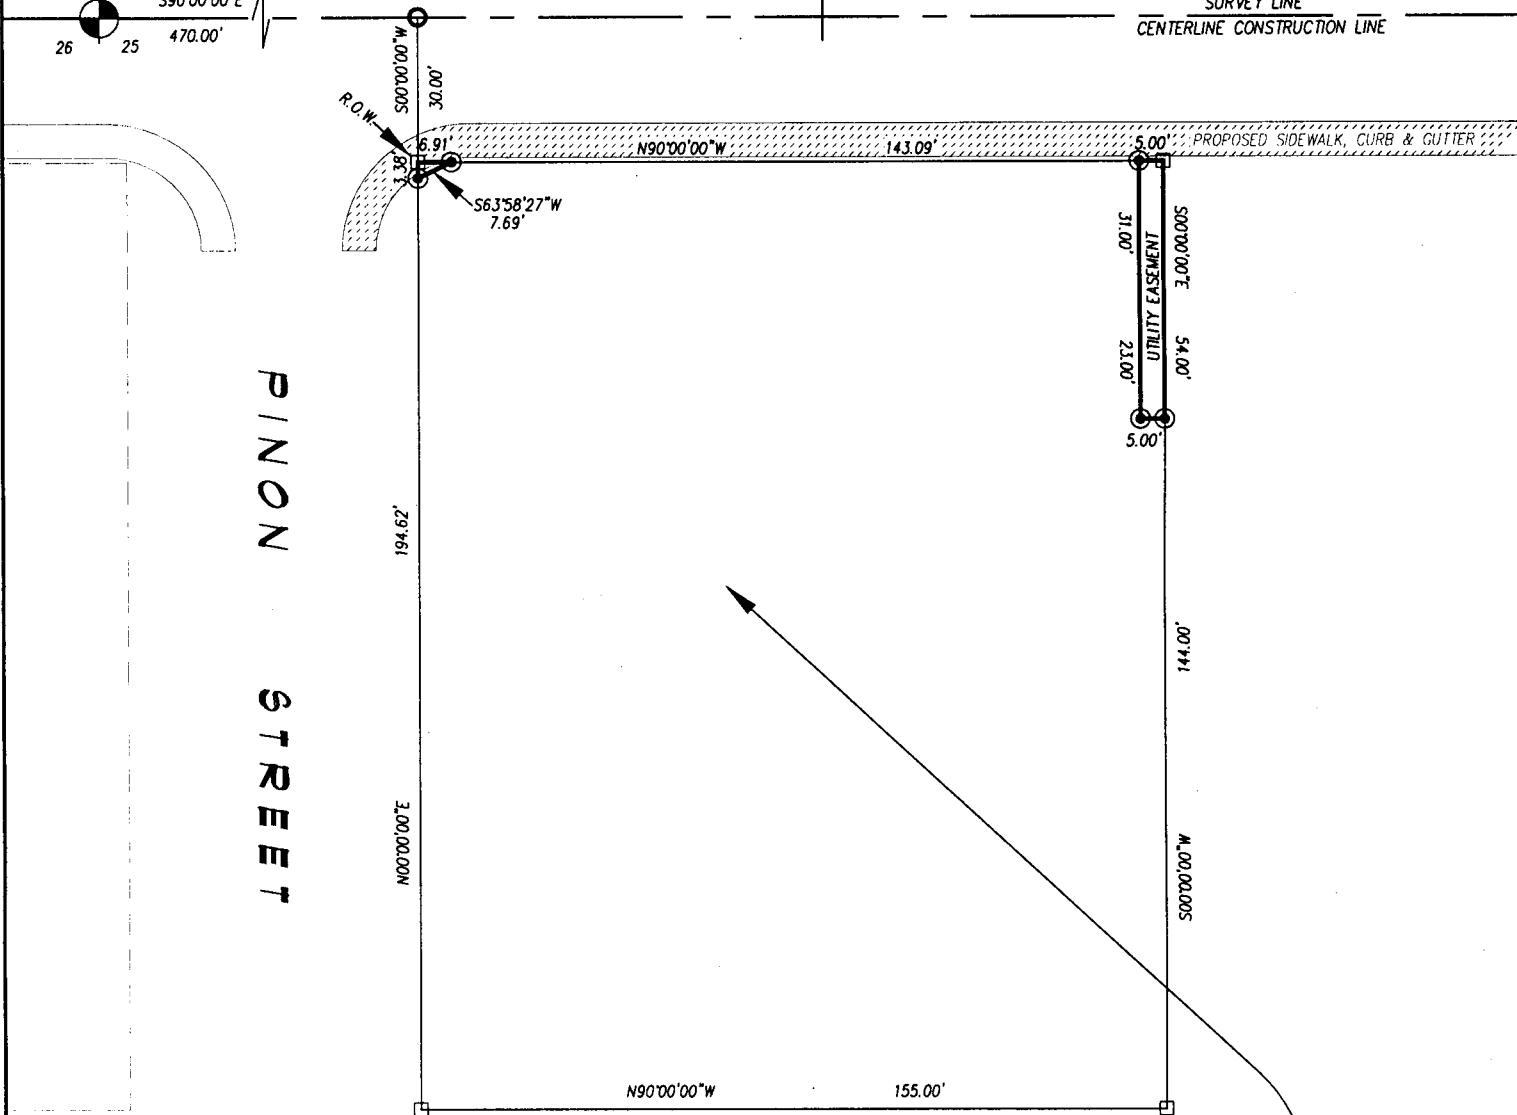 S90°00'00"E
470.00'
26
25
SURVEY LINE
CENTERLINE CONSTRUCTION LINE
S00°00'00"W
30.00'
R.O.W.
6.91'
3.38'
N90°00'00"W
143.09'
5.00'
PROPOSED SIDEWALK, CURB & GUTTER
S63°58'27"W
7.69'
31.00'
23.00'
UTILITY EASEMENT
S00°00'00"E
54.00'
5.00'
PINON STREET
194.62'
N00°00'00"E
144.00'
S00°00'00"W
N90°00'00"W
155.00'